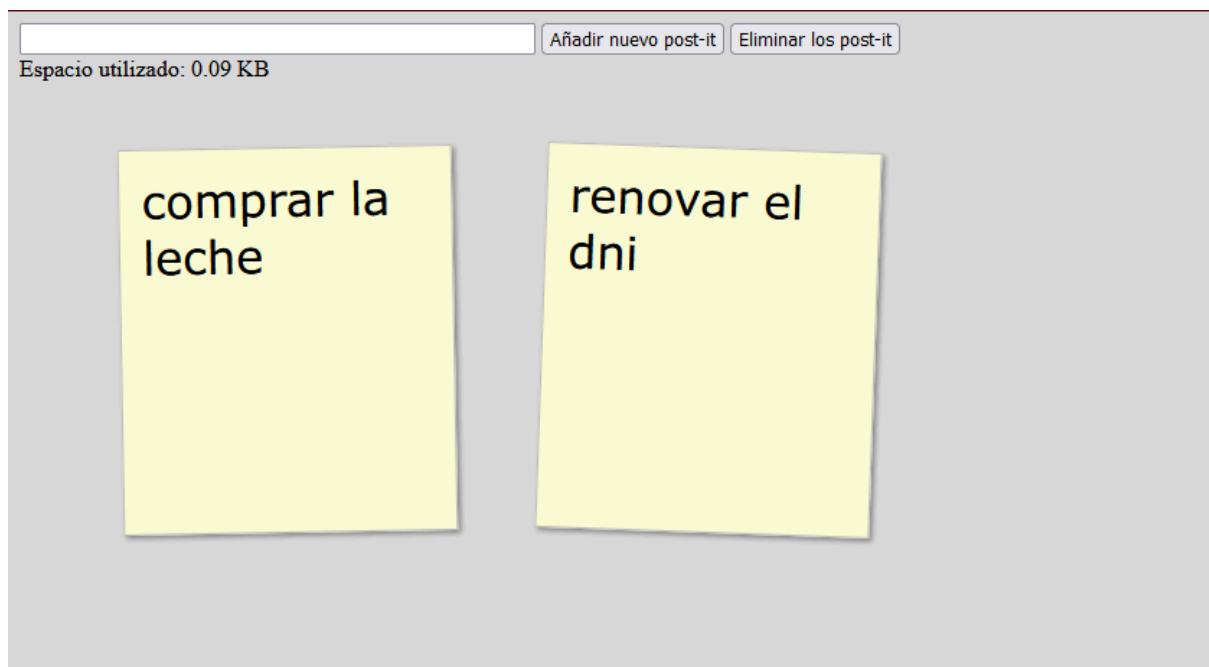 Añadir nuevo post-it Eliminar los post-it
Espacio utilizado: 0.09 KB
comprar la
leche
renovar el
dni